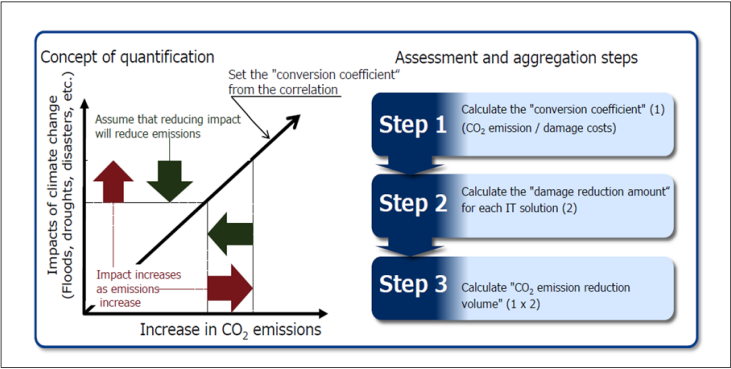 Concept of quantification
Set the "conversion coefficient“
from the correlation
Assume that reducing impact
will reduce emissions
Impacts of climate change
(Floods, droughts, disasters, etc.)
Impact increases
as emissions
increase
Increase in CO₂ emissions
Assessment and aggregation steps
Step 1
Calculate the "conversion coefficient" (1)
(CO₂ emission / damage costs)
Step 2
Calculate the "damage reduction amount“
for each IT solution (2)
Step 3
Calculate "CO₂ emission reduction
volume" (1 x 2)